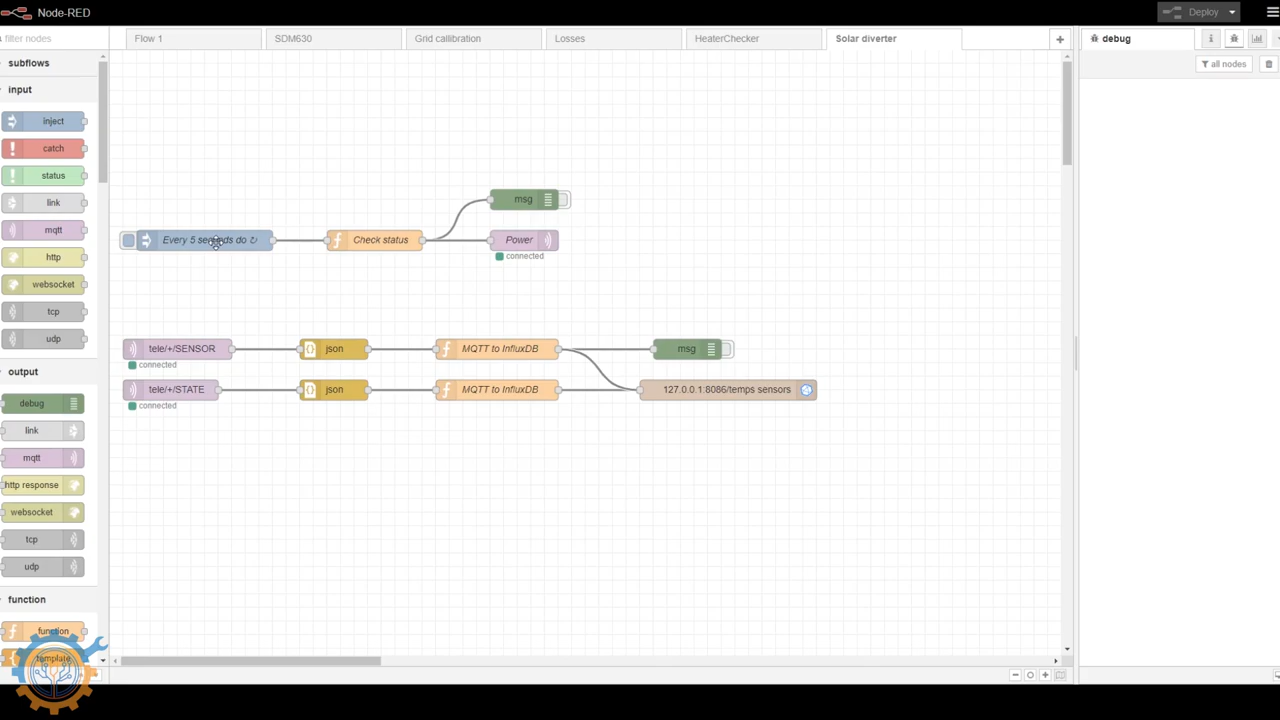 Node-RED
Deploy
filter nodes
Flow 1
SDM630
Grid callibration
Losses
HeaterChecker
Solar diverter
debug
all nodes
subflows
input
inject
catch
status
link
mqtt
http
websocket
tcp
udp
output
debug
link
mqtt
http response
websocket
tcp
udp
function
function
template
Every 5 seconds do ↻
Check status
msg
Power
connected
tele/+/SENSOR
connected
json
MQTT to InfluxDB
msg
tele/+/STATE
connected
json
MQTT to InfluxDB
127.0.0.1:8086/temps sensors